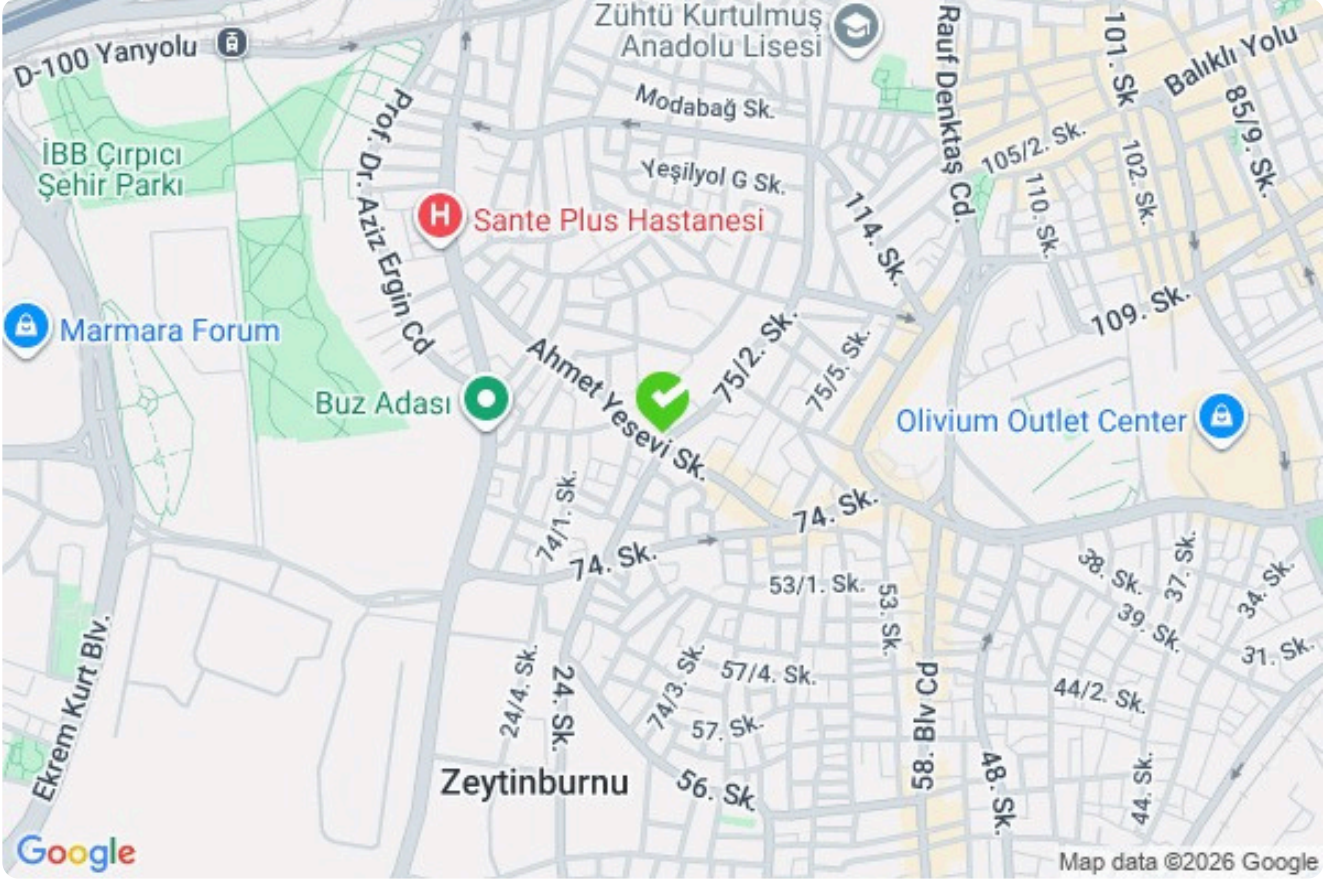 Zühtü Kurtulmuş
Anadolu Lisesi
D-100 Yanyolu
Rauf Denktaş Cd.
101. Sk
Balıklı Yolu
Prof. Dr. Aziz Ergin Cd
Modabağ Sk.
85/9. Sk.
105/2. Sk.
102. Sk.
İBB Çırpıcı
Şehir Parkı
Yeşilyol G Sk.
110. Sk.
114. Sk.
H
Sante Plus Hastanesi
Marmara Forum
109. Sk.
75/2. Sk.
75/5. Sk.
Ahmet Yesevi Sk.
Buz Adası
Olivium Outlet Center
74/1. Sk.
74. Sk.
74. Sk.
53/1. Sk.
53. Sk.
38. Sk.
37. Sk.
34. Sk.
39. Sk.
31. Sk.
Ekrem Kurt Blv.
24/4. Sk.
24. Sk.
74/3. Sk.
57/4. Sk.
57. Sk.
58. Blv Cd
44/2. Sk.
44. Sk.
48. Sk.
Zeytinburnu
56. Sk.
Google
Map data ©2026 Google